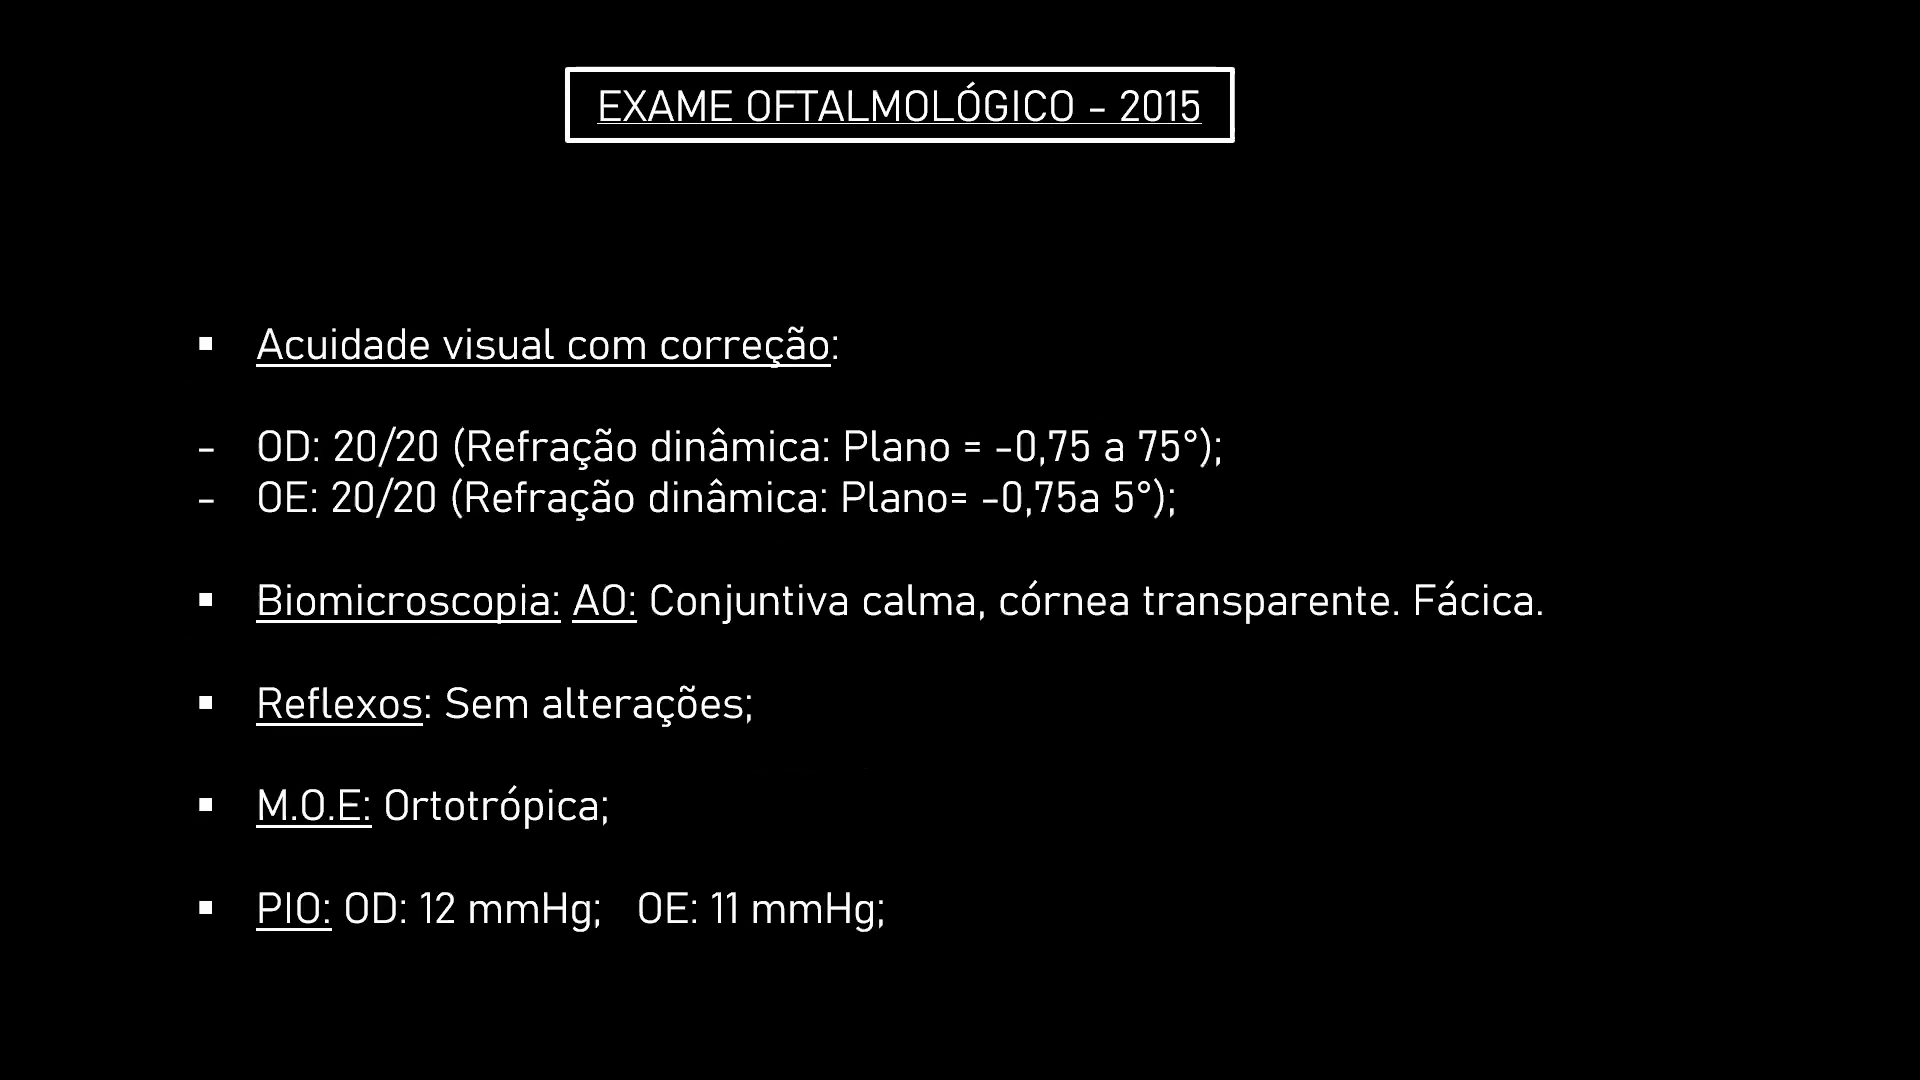 EXAME OFTALMOLÓGICO - 2015
▪ Acuidade visual com correção:
- OD: 20/20 (Refração dinâmica: Plano = -0,75 a 75°);
- OE: 20/20 (Refração dinâmica: Plano= -0,75a 5°);
▪ Biomicroscopia: AO: Conjuntiva calma, córnea transparente. Fácica.
▪ Reflexos: Sem alterações;
▪ M.O.E: Ortotrópica;
▪ PIO: OD: 12 mmHg; OE: 11 mmHg;